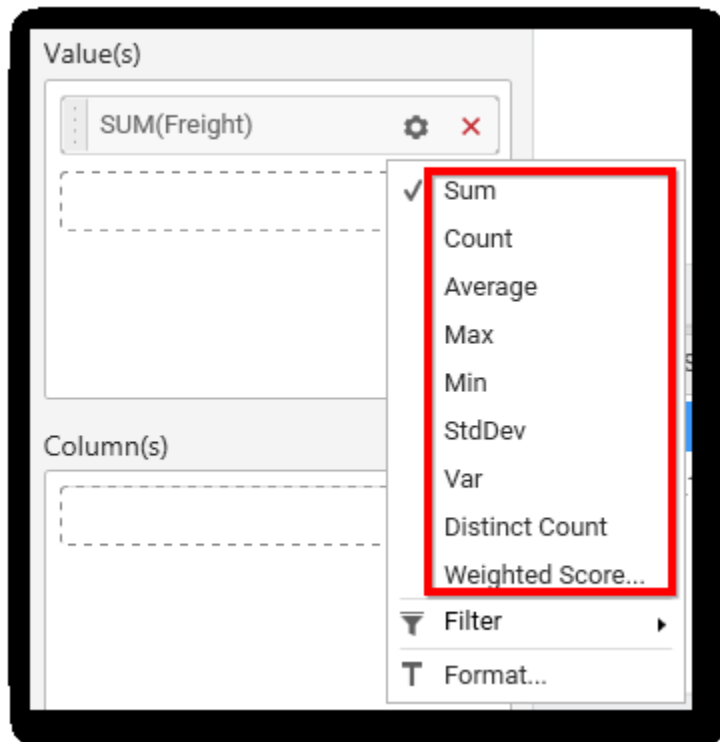 Value(s)
SUM(Freight)
Sum
Count
Average
Max
Min
StdDev
Var
Distinct Count
Weighted Score...
Column(s)
Filter
Format...